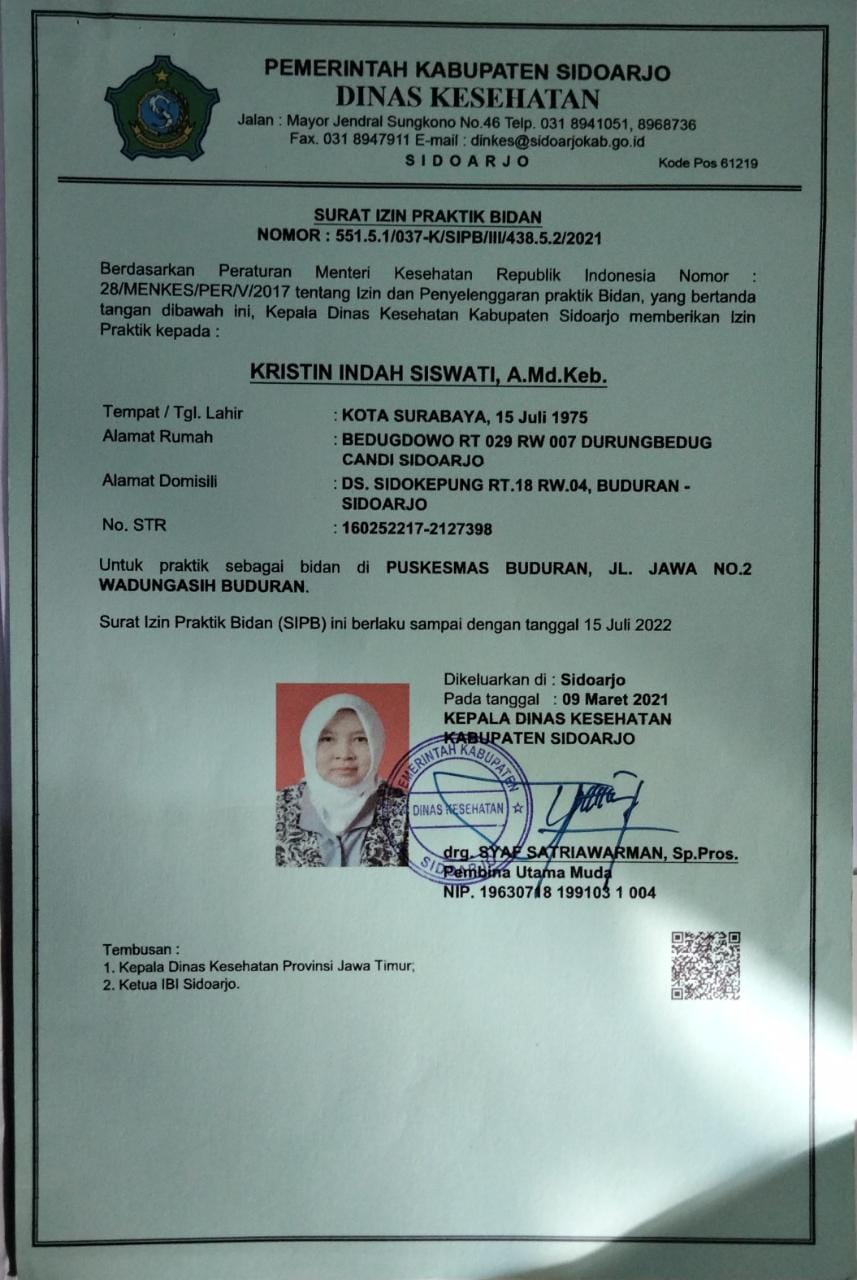 PEMERINTAH KABUPATEN SIDOARJO
DINAS KESEHATAN
Jalan : Mayor Jendral Sungkono No.46 Telp. 031 8941051, 8968736
Fax. 031 8947911 E-mail : dinkes@sidoarjokab.go.id
SIDOARJO Kode Pos 61219
SURAT IZIN PRAKTIK BIDAN
NOMOR : 551.5.1/037-K/SIPB/III/438.5.2/2021
Berdasarkan Peraturan Menteri Kesehatan Republik Indonesia Nomor :
28/MENKES/PER/V/2017 tentang Izin dan Penyelenggaran praktik Bidan, yang bertanda
tangan dibawah ini, Kepala Dinas Kesehatan Kabupaten Sidoarjo memberikan Izin
Praktik kepada :
KRISTIN INDAH SISWATI, A.Md.Keb.
Tempat / Tgl. Lahir : KOTA SURABAYA, 15 Juli 1975
Alamat Rumah : BEDUGDOWO RT 029 RW 007 DURUNGBEDUG
CANDI SIDOARJO
Alamat Domisili : DS. SIDOKEPUNG RT.18 RW.04, BUDURAN -
SIDOARJO
No. STR : 160252217-2127398
Untuk praktik sebagai bidan di PUSKESMAS BUDURAN, JL. JAWA NO.2
WADUNGASIH BUDURAN.
Surat Izin Praktik Bidan (SIPB) ini berlaku sampai dengan tanggal 15 Juli 2022
Dikeluarkan di : Sidoarjo
Pada tanggal : 09 Maret 2021
KEPALA DINAS KESEHATAN
KABUPATEN SIDOARJO
PEMERINTAH KABUPATEN
DINAS KESEHATAN
SIDOARJO
drg. SYAF SATRIAWARMAN, Sp.Pros.
Pembina Utama Muda
NIP. 19630718 199103 1 004
Tembusan :
1. Kepala Dinas Kesehatan Provinsi Jawa Timur;
2. Ketua IBI Sidoarjo.